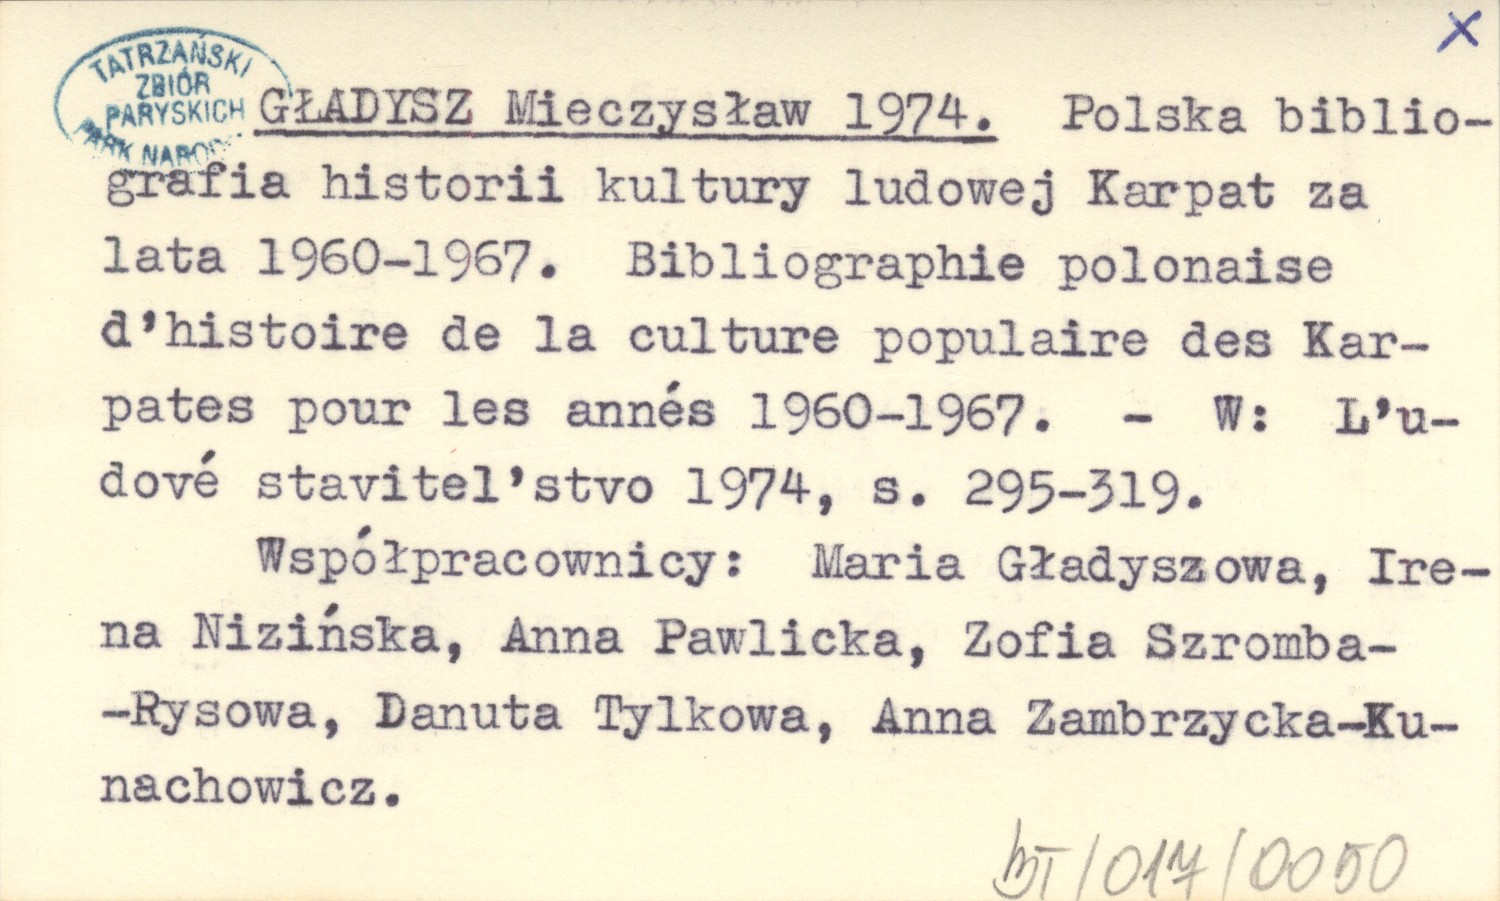 X
TATRZAŃSKI
ZBIÓR
PARYSKICH
PARK NAROD
GŁADYSZ Mieczysław 1974. Polska biblio-
grafia historii kultury ludowej Karpat za
lata 1960-1967. Bibliographie polonaise
d'histoire de la culture populaire des Kar-
pates pour les annés 1960-1967. - W: L'u-
dové stavitel'stvo 1974, s. 295-319.
Współpracownicy: Maria Gładyszowa, Ire-
na Nizińska, Anna Pawlicka, Zofia Szromba-
-Rysowa, Danuta Tylkowa, Anna Zambrzycka-Ku-
nachowicz.
BT/017/0050